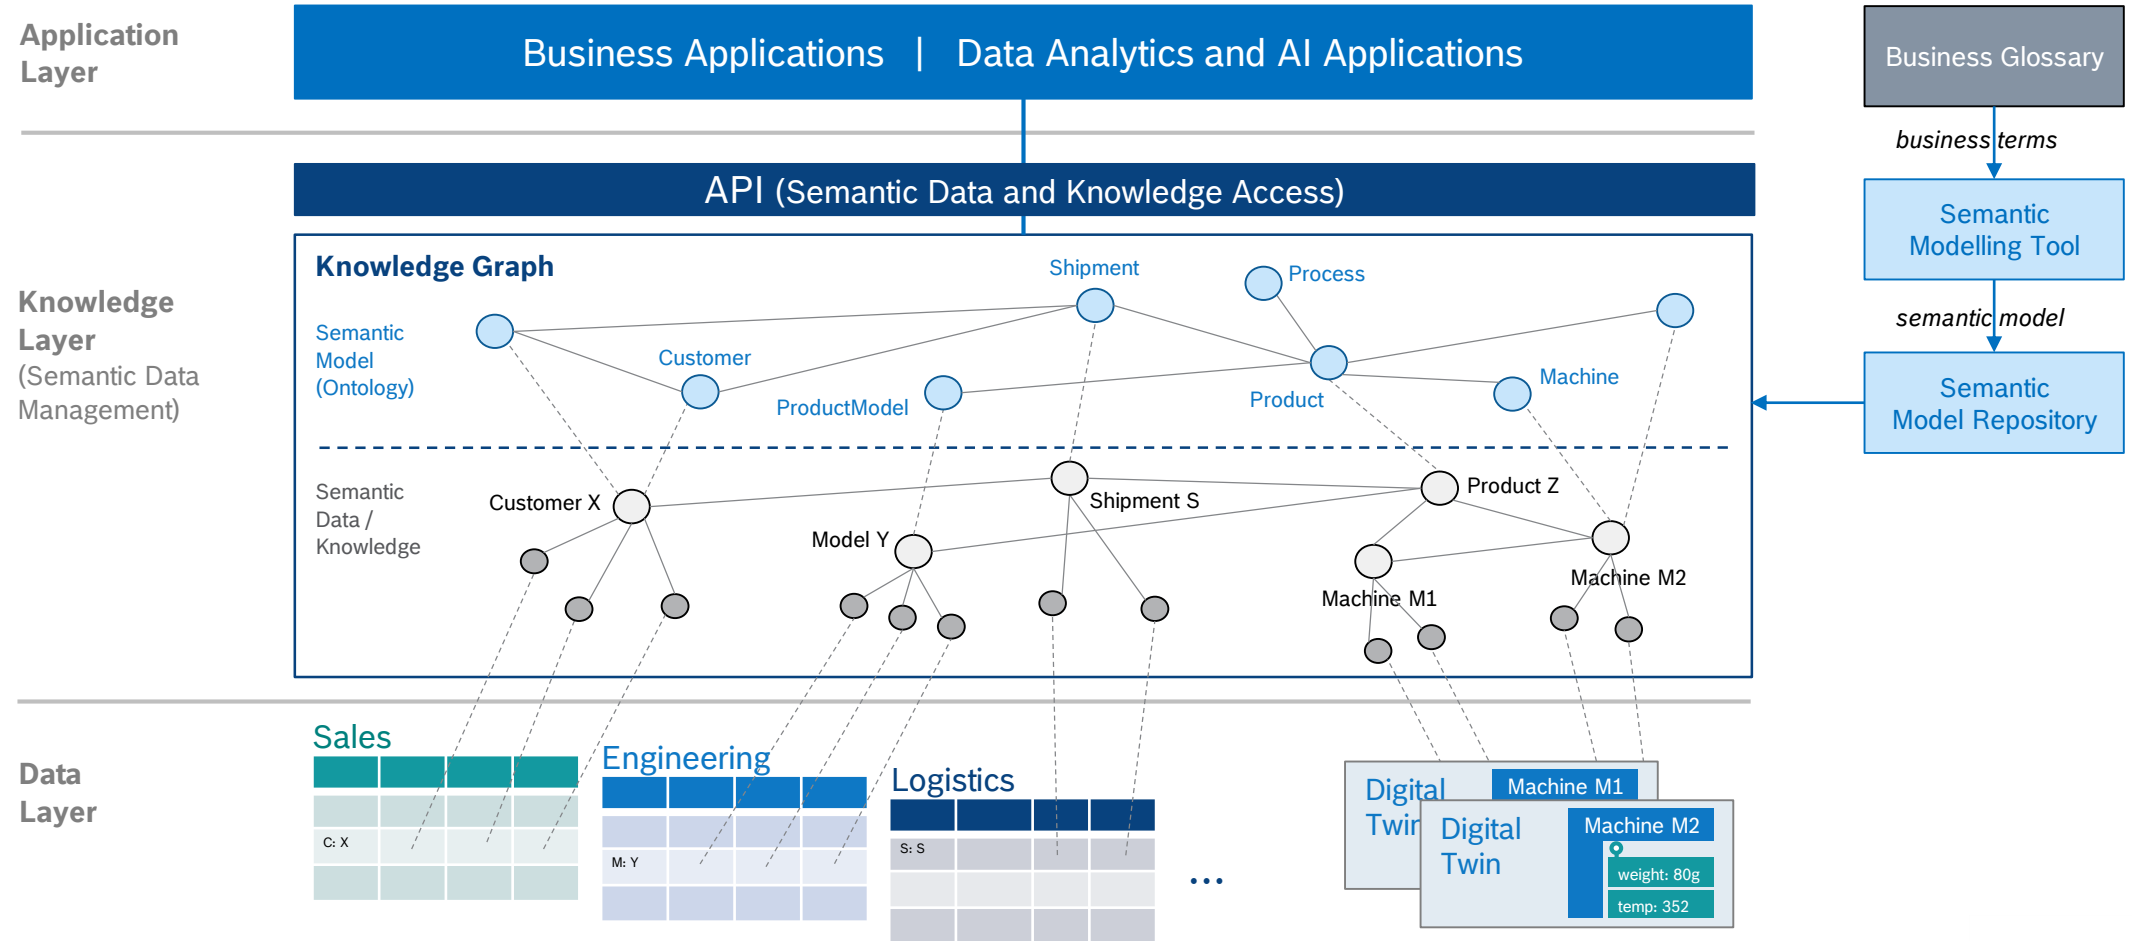 Application
Layer
Business Applications | Data Analytics and AI Applications
Business Glossary
business terms
API (Semantic Data and Knowledge Access)
Semantic
Modelling Tool
semantic model
Semantic
Model Repository
Knowledge
Layer
(Semantic Data
Management)
Knowledge Graph
Semantic
Model
(Ontology)
Shipment
Process
Customer
ProductModel
Product
Machine
Semantic
Data /
Knowledge
Customer X
Shipment S
Product Z
Model Y
Machine M1
Machine M2
Data
Layer
Sales
C: X
Engineering
M: Y
Logistics
S: S
...
Digital
Twin
Machine M1
Digital
Twin
Machine M2
weight: 80g
temp: 352